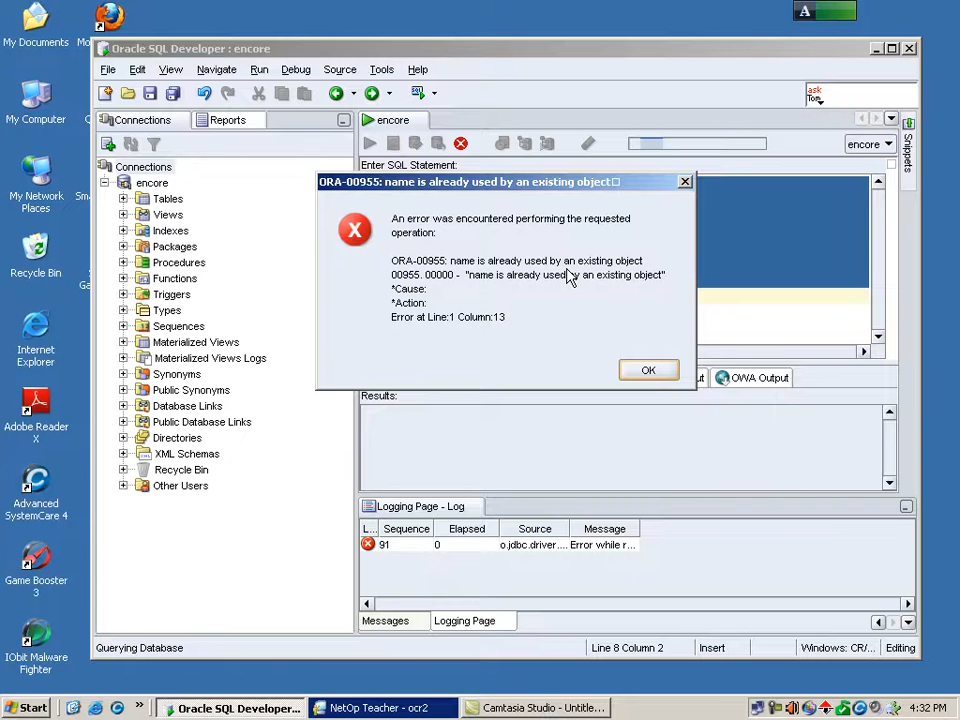 A
My Documents
Mo
Oracle SQL Developer : encore
File Edit View Navigate Run Debug Source Tools Help
ask
Tom
My Computer
Connections
Reports
encore
Snippets
encore
Enter SQL Statement:
Connections
encore
Tables
Views
Indexes
Packages
Procedures
Functions
Triggers
Types
Sequences
Materialized Views
Materialized Views Logs
Synonyms
Public Synonyms
Database Links
Public Database Links
Directories
XML Schemas
Recycle Bin
Other Users
ORA-00955: name is already used by an existing object
An error was encountered performing the requested
operation:
ORA-00955: name is already used by an existing object
00955. 00000 - "name is already used by an existing object"
*Cause:
*Action:
Error at Line:1 Column:13
OK
OWA Output
Results:
Logging Page - Log
L... Sequence Elapsed Source Message
91 0 o.jdbc.driver.... Error while r...
Messages
Logging Page
Querying Database
Line 8 Column 2
Insert
Windows: CR/...
Editing
My Network
Places
Recycle Bin
Internet
Explorer
Adobe Reader
X
Advanced
SystemCare 4
Game Booster
3
IObit Malware
Fighter
Start
Oracle SQL Developer...
NetOp Teacher - ocr2
Camtasia Studio - Untitle...
4:32 PM